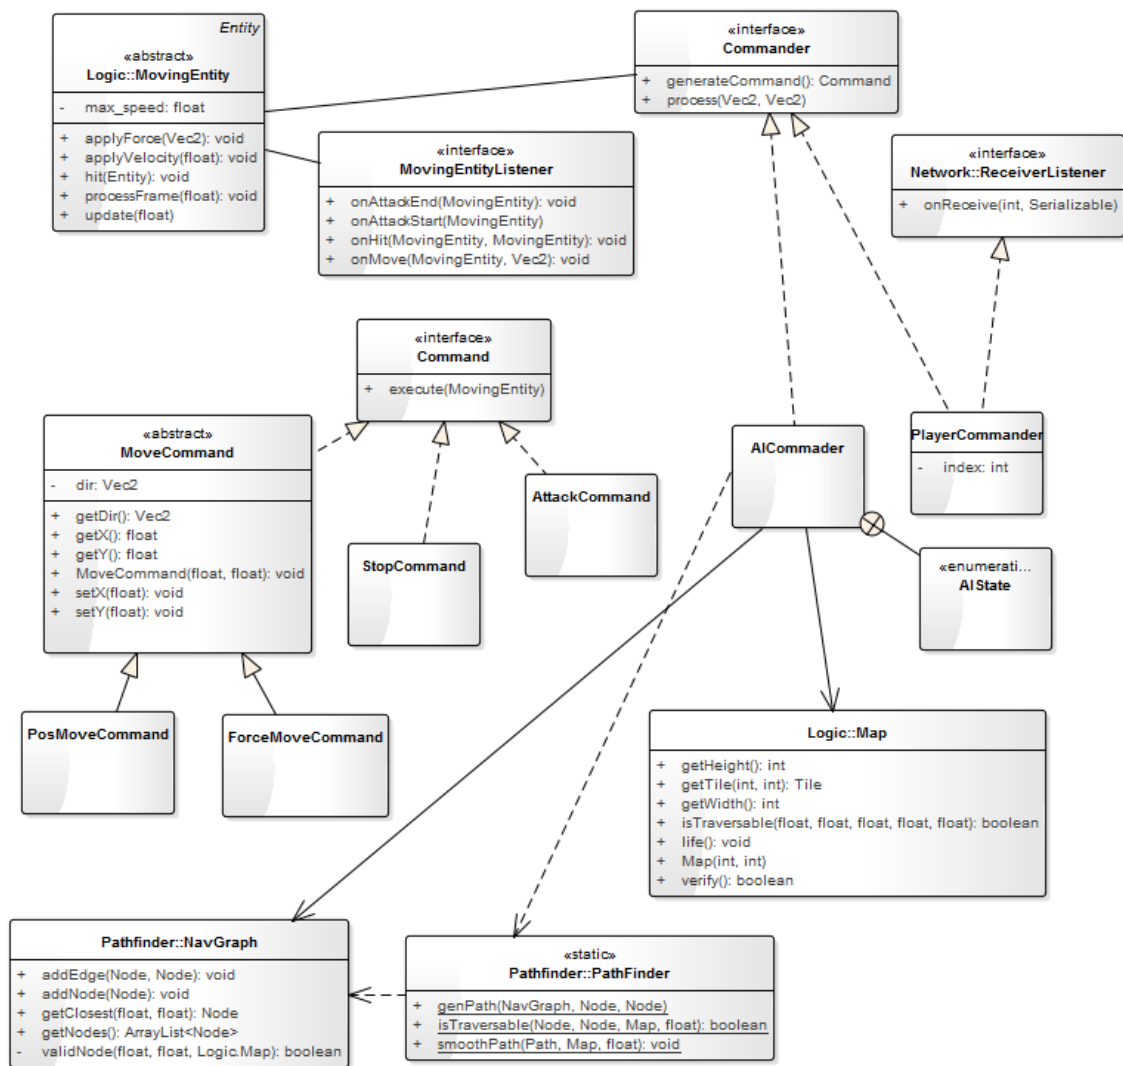 Entity
«abstract»
Logic::MovingEntity
- max_speed: float
+ applyForce(Vec2): void
+ applyVelocity(float): void
+ hit(Entity): void
+ processFrame(float): void
+ update(float)
«interface»
Commander
+ generateCommand(): Command
+ process(Vec2, Vec2)
«interface»
MovingEntityListener
+ onAttackEnd(MovingEntity): void
+ onAttackStart(MovingEntity)
+ onHit(MovingEntity, MovingEntity): void
+ onMove(MovingEntity, Vec2): void
«interface»
Network::ReceiverListener
+ onReceive(int, Serializable)
«interface»
Command
+ execute(MovingEntity)
«abstract»
MoveCommand
- dir: Vec2
+ getDir(): Vec2
+ getX(): float
+ getY(): float
+ MoveCommand(float, float): void
+ setX(float): void
+ setY(float): void
AttackCommand
StopCommand
AICommader
PlayerCommander
- index: int
«enumerati...
AIState
PosMoveCommand
ForceMoveCommand
Logic::Map
+ getHeight(): int
+ getTile(int, int): Tile
+ getWidth(): int
+ isTraversable(float, float, float, float, float): boolean
+ life(): void
+ Map(int, int)
+ verify(): boolean
Pathfinder::NavGraph
+ addEdge(Node, Node): void
+ addNode(Node): void
+ getClosest(float, float): Node
+ getNodes(): ArrayList<Node>
- validNode(float, float, Logic.Map): boolean
«static»
Pathfinder::PathFinder
+ genPath(NavGraph, Node, Node)
+ isTraversable(Node, Node, Map, float): boolean
+ smoothPath(Path, Map, float): void